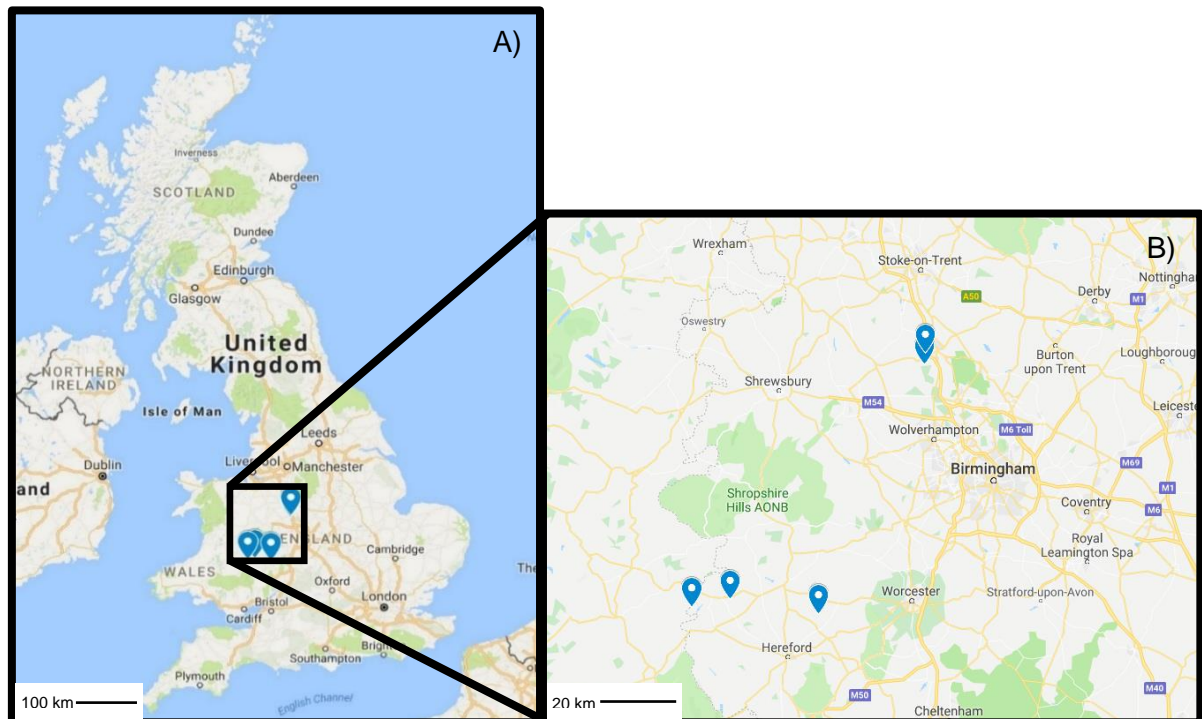 A)
Inverness
Aberdeen
SCOTLAND
Dundee
Edinburgh
Glasgow
United
Kingdom
NORTHERN
IRELAND
Isle of Man
Leeds
Manchester
Dublin
and
ENGLAND
WALES
Cambridge
The
Oxford
London
Bristol
Cardiff
Southampton
Plymouth
English Channel
100 km
B)
Wrexham
Stoke-on-Trent
Nottingham
Derby
M1
A50
Oswestry
Burton
upon Trent
Loughborough
Shrewsbury
M54
Leicester
Wolverhampton
M6 Toll
Birmingham
M69
Shropshire
Hills AONB
M1
Coventry
M6
Royal
Leamington Spa
Worcester
Stratford-upon-Avon
Hereford
M50
M40
Cheltenham
20 km